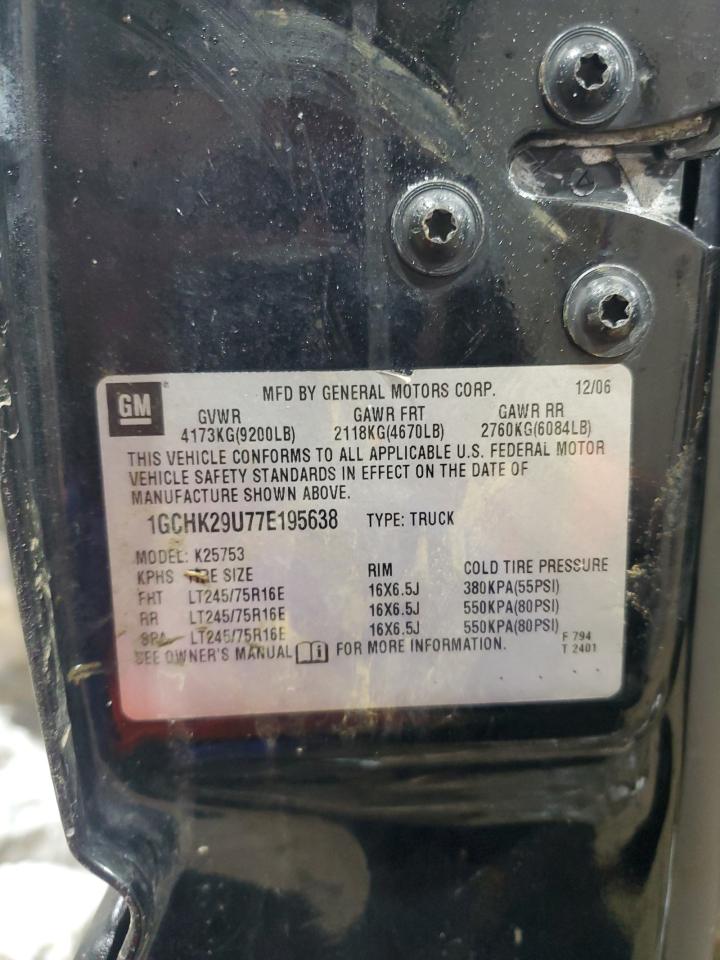 GM ® MFD BY GENERAL MOTORS CORP. 12/06
GVWR GAWR FRT GAWR RR
4173KG(9200LB) 2118KG(4670LB) 2760KG(6084LB)
THIS VEHICLE CONFORMS TO ALL APPLICABLE U.S. FEDERAL MOTOR
VEHICLE SAFETY STANDARDS IN EFFECT ON THE DATE OF
MANUFACTURE SHOWN ABOVE.
1GCHK29U77E195638 TYPE: TRUCK
MODEL: K25753
KPHS SIZE RIM COLD TIRE PRESSURE
LT245/75R16E 16X6.5J 380KPA(55PSI)
RR LT245/75R16E 16X6.5J 550KPA(80PSI)
LT245/75R16E 16X6.5J 550KPA(80PSI)
SEE OWNER'S MANUAL i FOR MORE INFORMATION.
F 794
T 2401